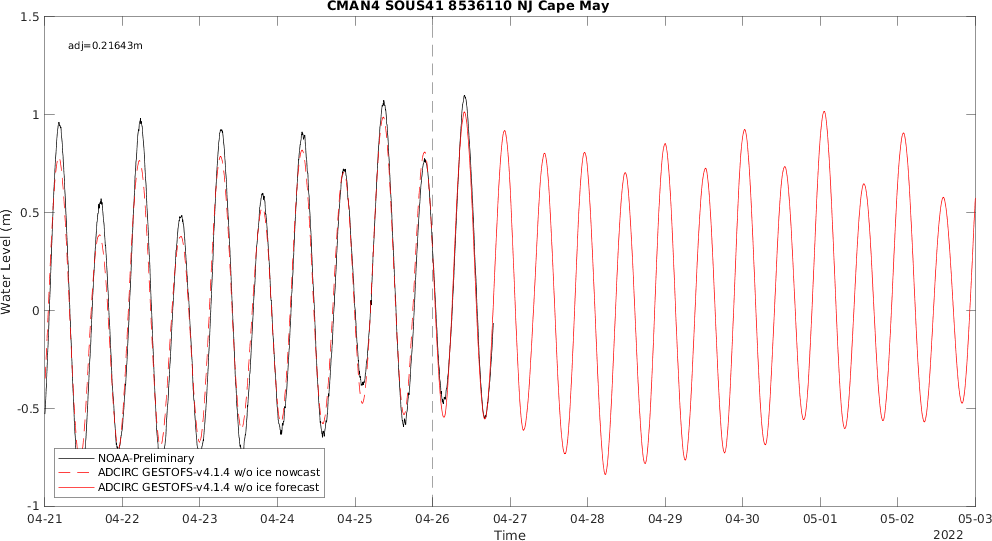 CMAN4 SOUS41 8536110 NJ Cape May
adj=0.21643m
Water Level (m)
1.5
1
0.5
0
-0.5
-1
NOAA-Preliminary
ADCIRC GESTOFS-v4.1.4 w/o ice nowcast
ADCIRC GESTOFS-v4.1.4 w/o ice forecast
04-21 04-22 04-23 04-24 04-25 04-26 04-27 04-28 04-29 04-30 05-01 05-02 05-03
Time
2022